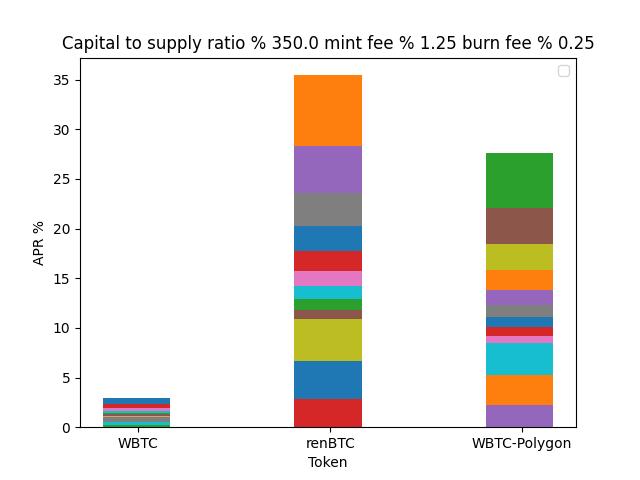 Capital to supply ratio % 350.0 mint fee % 1.25 burn fee % 0.25
35
30
25
20
15
10
5
0
APR %
WBTC renBTC WBTC-Polygon
Token